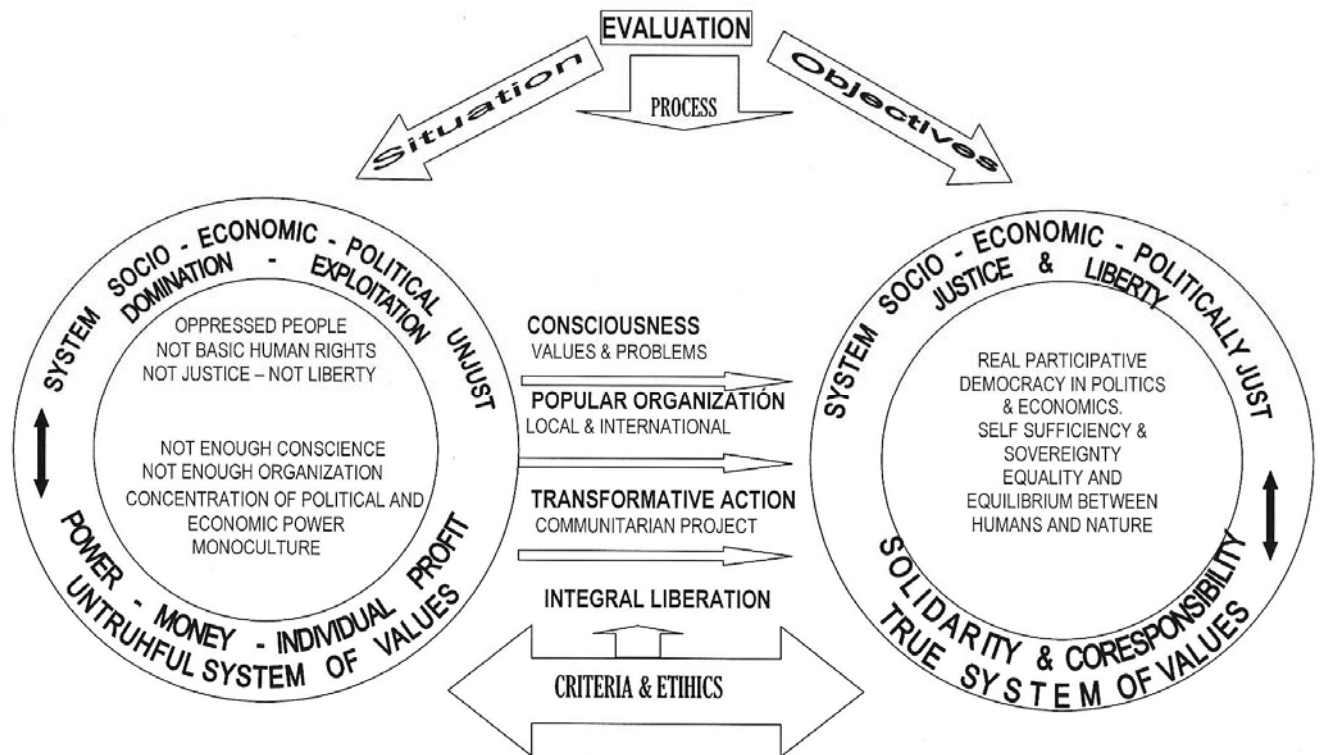 EVALUATION
PROCESS
Situation
Objectives
SYSTEM SOCIO - ECONOMIC - POLITICAL UNJUST
DOMINATION - EXPLOITATION
OPPRESSED PEOPLE
NOT BASIC HUMAN RIGHTS
NOT JUSTICE – NOT LIBERTY
NOT ENOUGH CONSCIENCE
NOT ENOUGH ORGANIZATION
CONCENTRATION OF POLITICAL AND
ECONOMIC POWER
MONOCULTURE
POWER - MONEY - INDIVIDUAL PROFIT
UNTRUHFUL SYSTEM OF VALUES
CONSCIOUSNESS
VALUES & PROBLEMS
POPULAR ORGANIZATIÓN
LOCAL & INTERNATIONAL
TRANSFORMATIVE ACTION
COMMUNITARIAN PROJECT
INTEGRAL LIBERATION
CRITERIA & ETIHICS
SYSTEM SOCIO - ECONOMIC - POLITICALLY JUST
JUSTICE & LIBERTY
REAL PARTICIPATIVE
DEMOCRACY IN POLITICS
& ECONOMICS.
SELF SUFFICIENCY &
SOVEREIGNTY
EQUALITY AND
EQUILIBRIUM BETWEEN
HUMANS AND NATURE
SOLIDARITY & CORESPONSIBILITY
TRUE SYSTEM OF VALUES